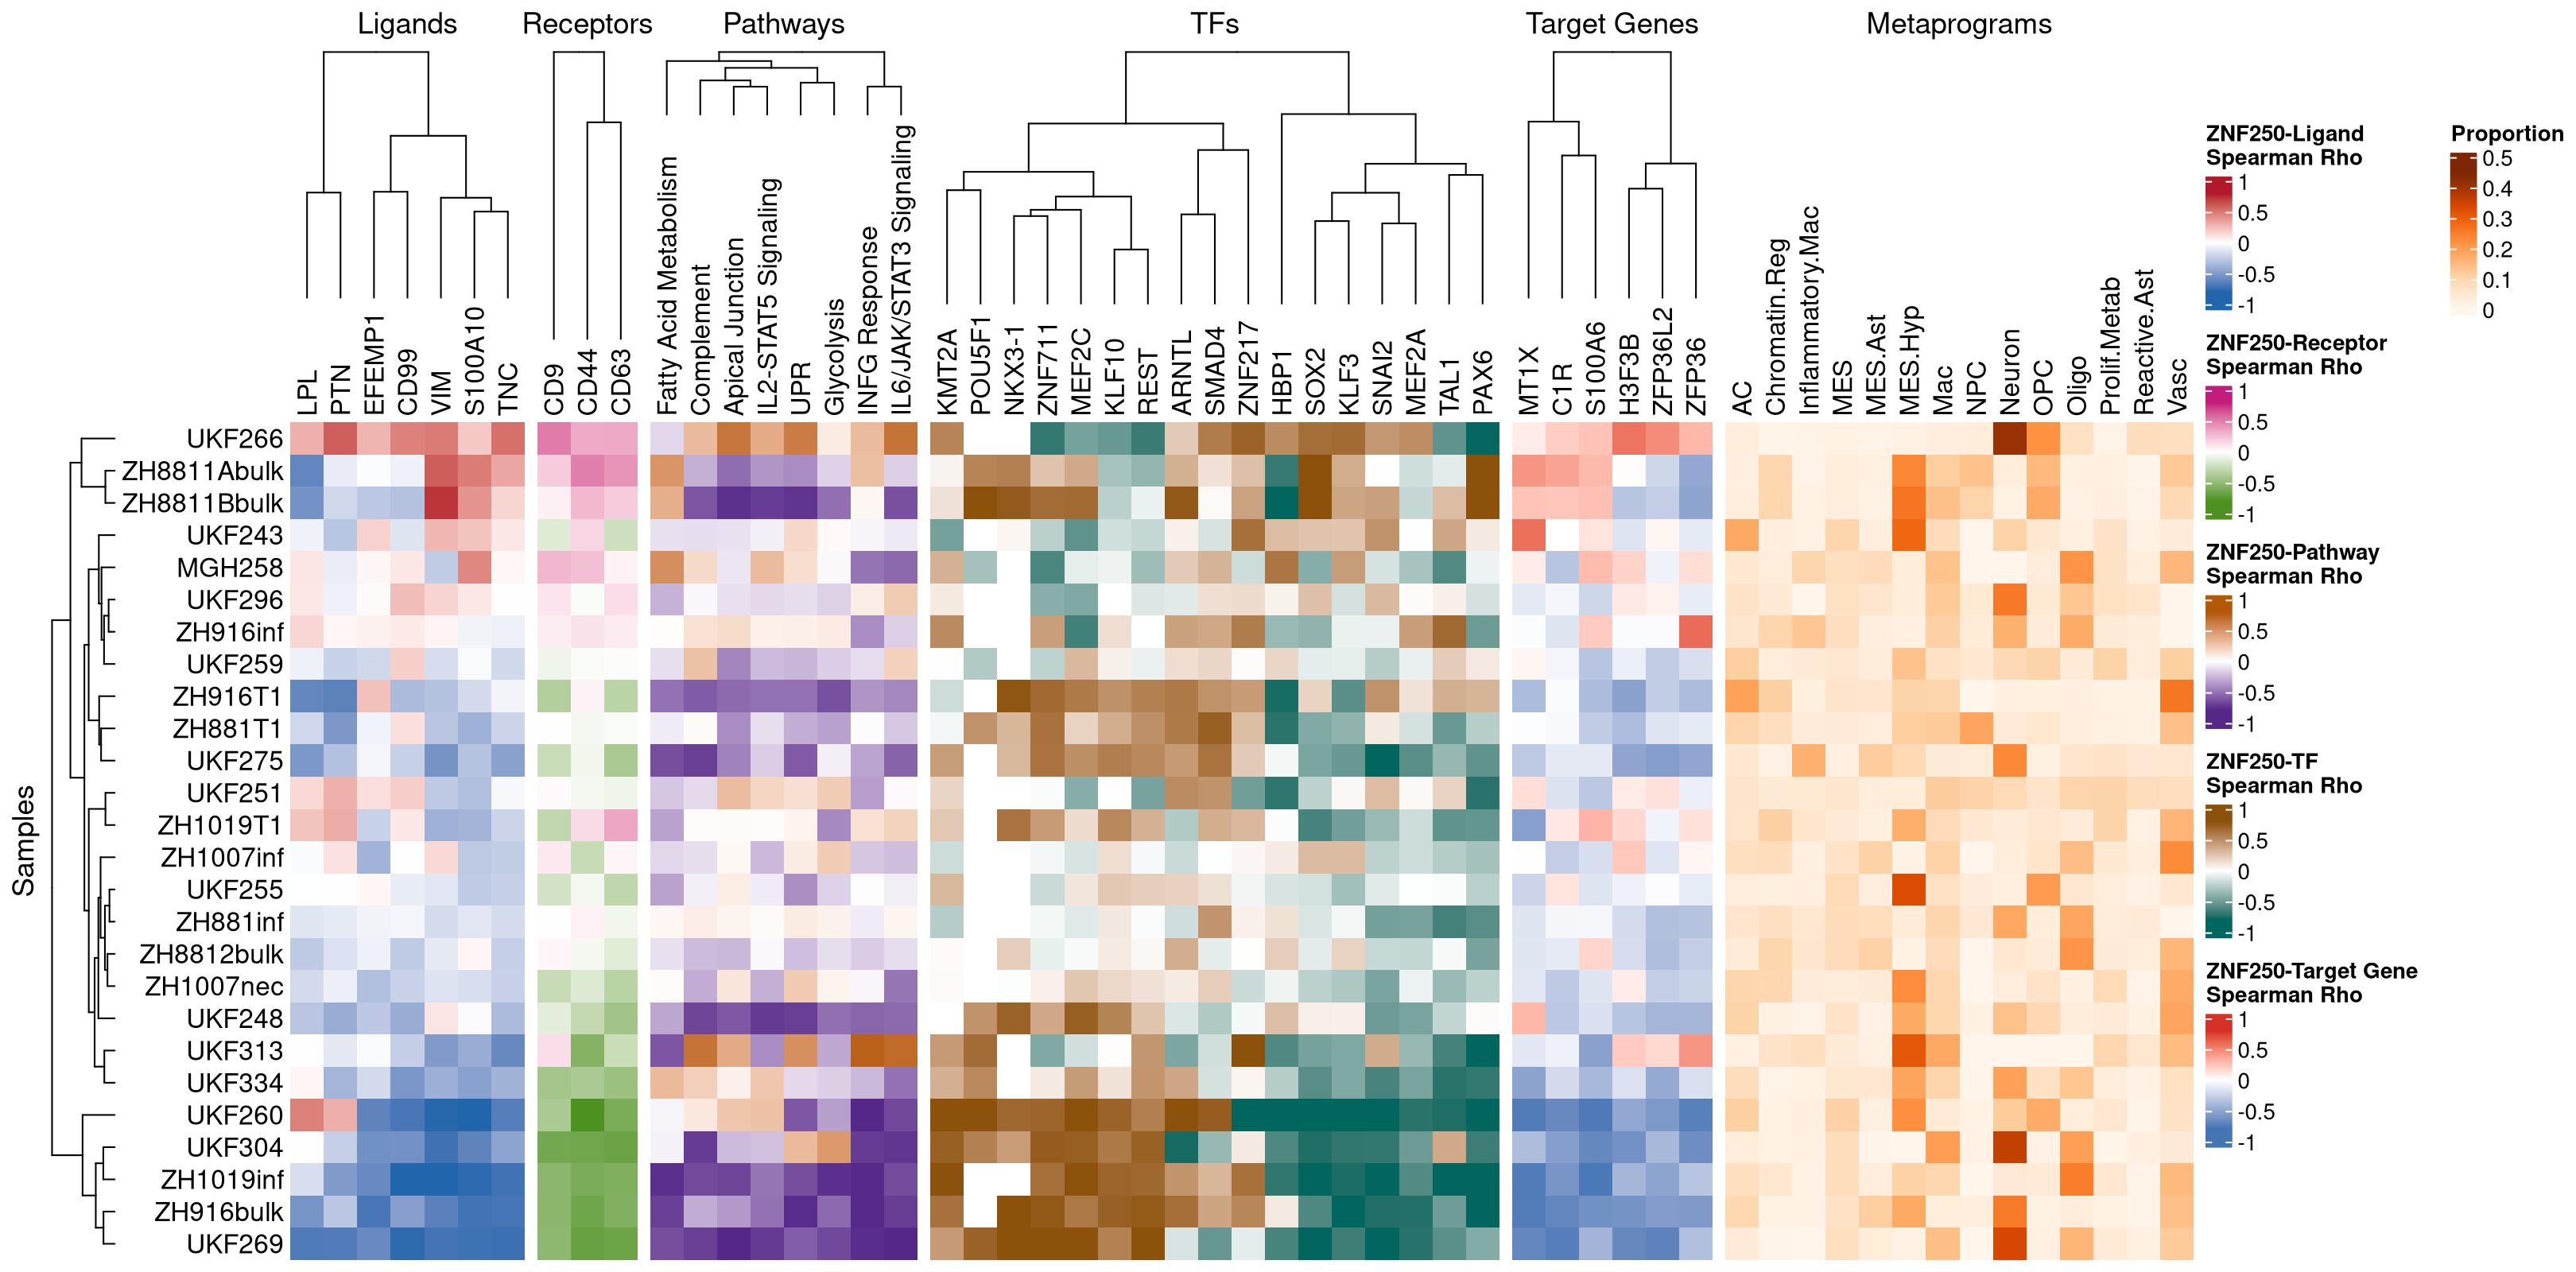 Ligands
Receptors
Pathways
TFs
Target Genes
Metaprograms
LPL
PTN
EFEMP1
CD99
VIM
S100A10
TNC
CD9
CD44
CD63
Fatty Acid Metabolism
Complement
Apical Junction
IL2-STAT5 Signaling
UPR
Glycolysis
INFG Response
IL6/JAK/STAT3 Signaling
KMT2A
POU5F1
NKX3-1
ZNF711
MEF2C
KLF10
REST
ARNTL
SMAD4
ZNF217
HBP1
SOX2
KLF3
SNAI2
MEF2A
TAL1
PAX6
MT1X
C1R
S100A6
H3F3B
ZFP36L2
ZFP36
AC
Chromatin.Reg
Inflammatory.Mac
MES
MES.Ast
MES.Hyp
Mac
NPC
Neuron
OPC
Oligo
Prolif.Metab
Reactive.Ast
Vasc
Samples
UKF266
ZH8811Abulk
ZH8811Bbulk
UKF243
MGH258
UKF296
ZH916inf
UKF259
ZH916T1
ZH881T1
UKF275
UKF251
ZH1019T1
ZH1007inf
UKF255
ZH881inf
ZH8812bulk
ZH1007nec
UKF248
UKF313
UKF334
UKF260
UKF304
ZH1019inf
ZH916bulk
UKF269
ZNF250-Ligand
Spearman Rho
1
0.5
0
-0.5
-1
ZNF250-Receptor
Spearman Rho
1
0.5
0
-0.5
-1
ZNF250-Pathway
Spearman Rho
1
0.5
0
-0.5
-1
ZNF250-TF
Spearman Rho
1
0.5
0
-0.5
-1
ZNF250-Target Gene
Spearman Rho
1
0.5
0
-0.5
-1
Proportion
0.5
0.4
0.3
0.2
0.1
0